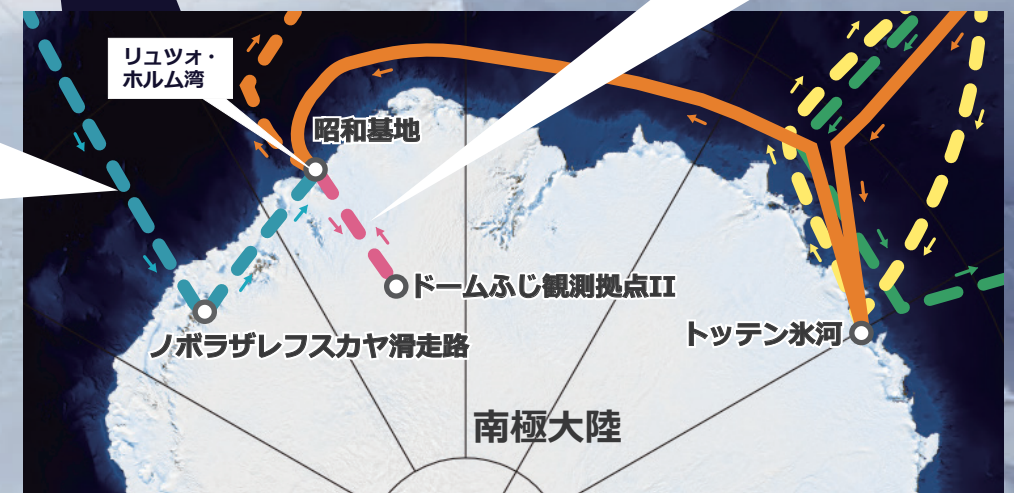 リュツォ・
ホルム湾
昭和基地
ドームふじ観測拠点II
トッテン氷河
ノボラザレフスカヤ滑走路
南極大陸